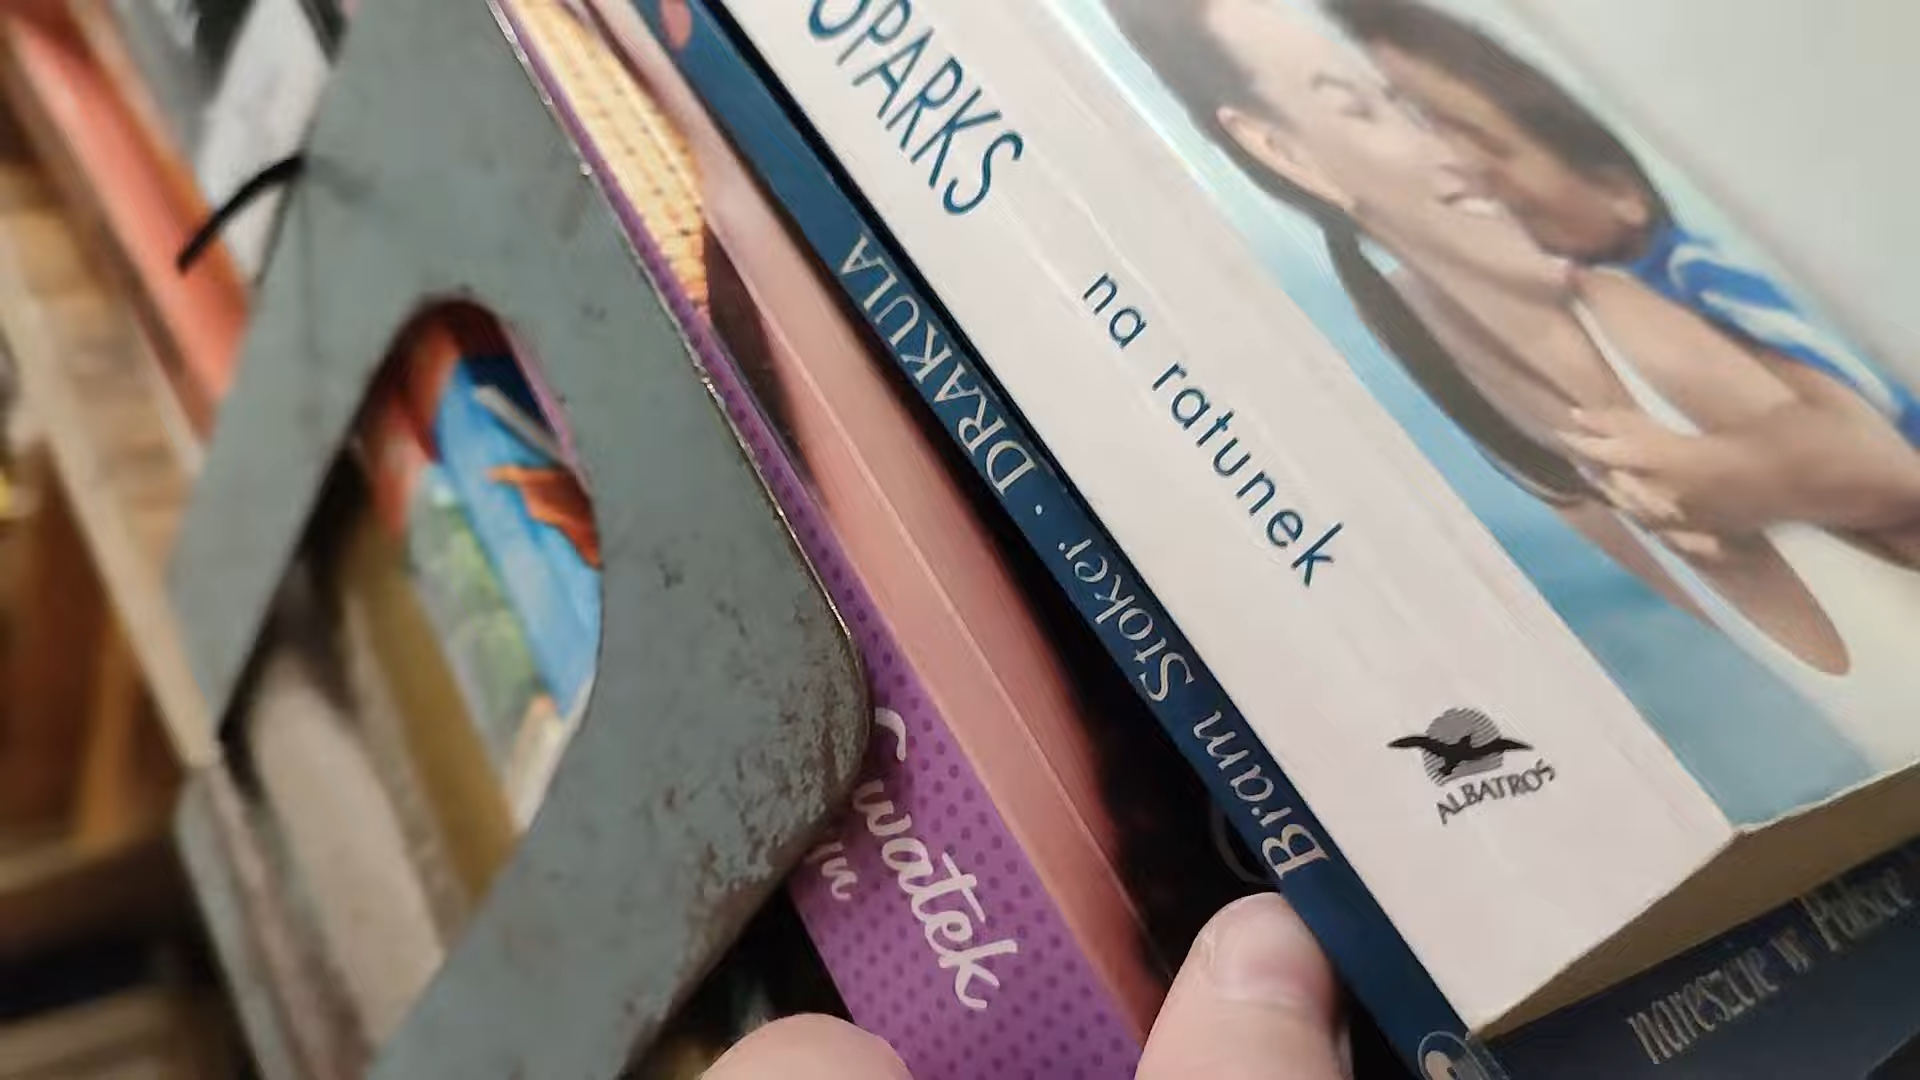 SPARKS
na ratunek
ALBATROS
Bram Stoker · DRAKULA
nareszcie w Polsce